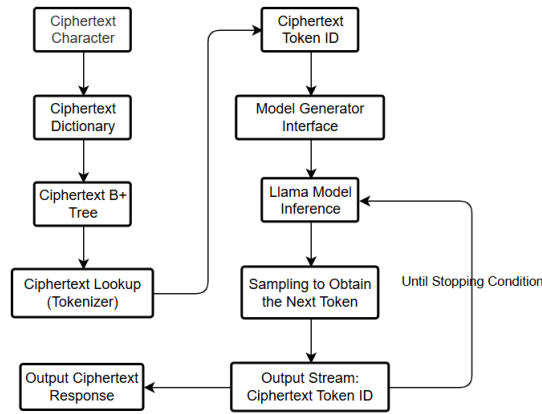 Ciphertext
Character
Ciphertext
Dictionary
Ciphertext B+
Tree
Ciphertext Lookup
(Tokenizer)
Ciphertext
Token ID
Model Generator
Interface
Llama Model
Inference
Sampling to Obtain
the Next Token
Until Stopping Condition
Output Stream:
Ciphertext Token ID
Output Ciphertext
Response